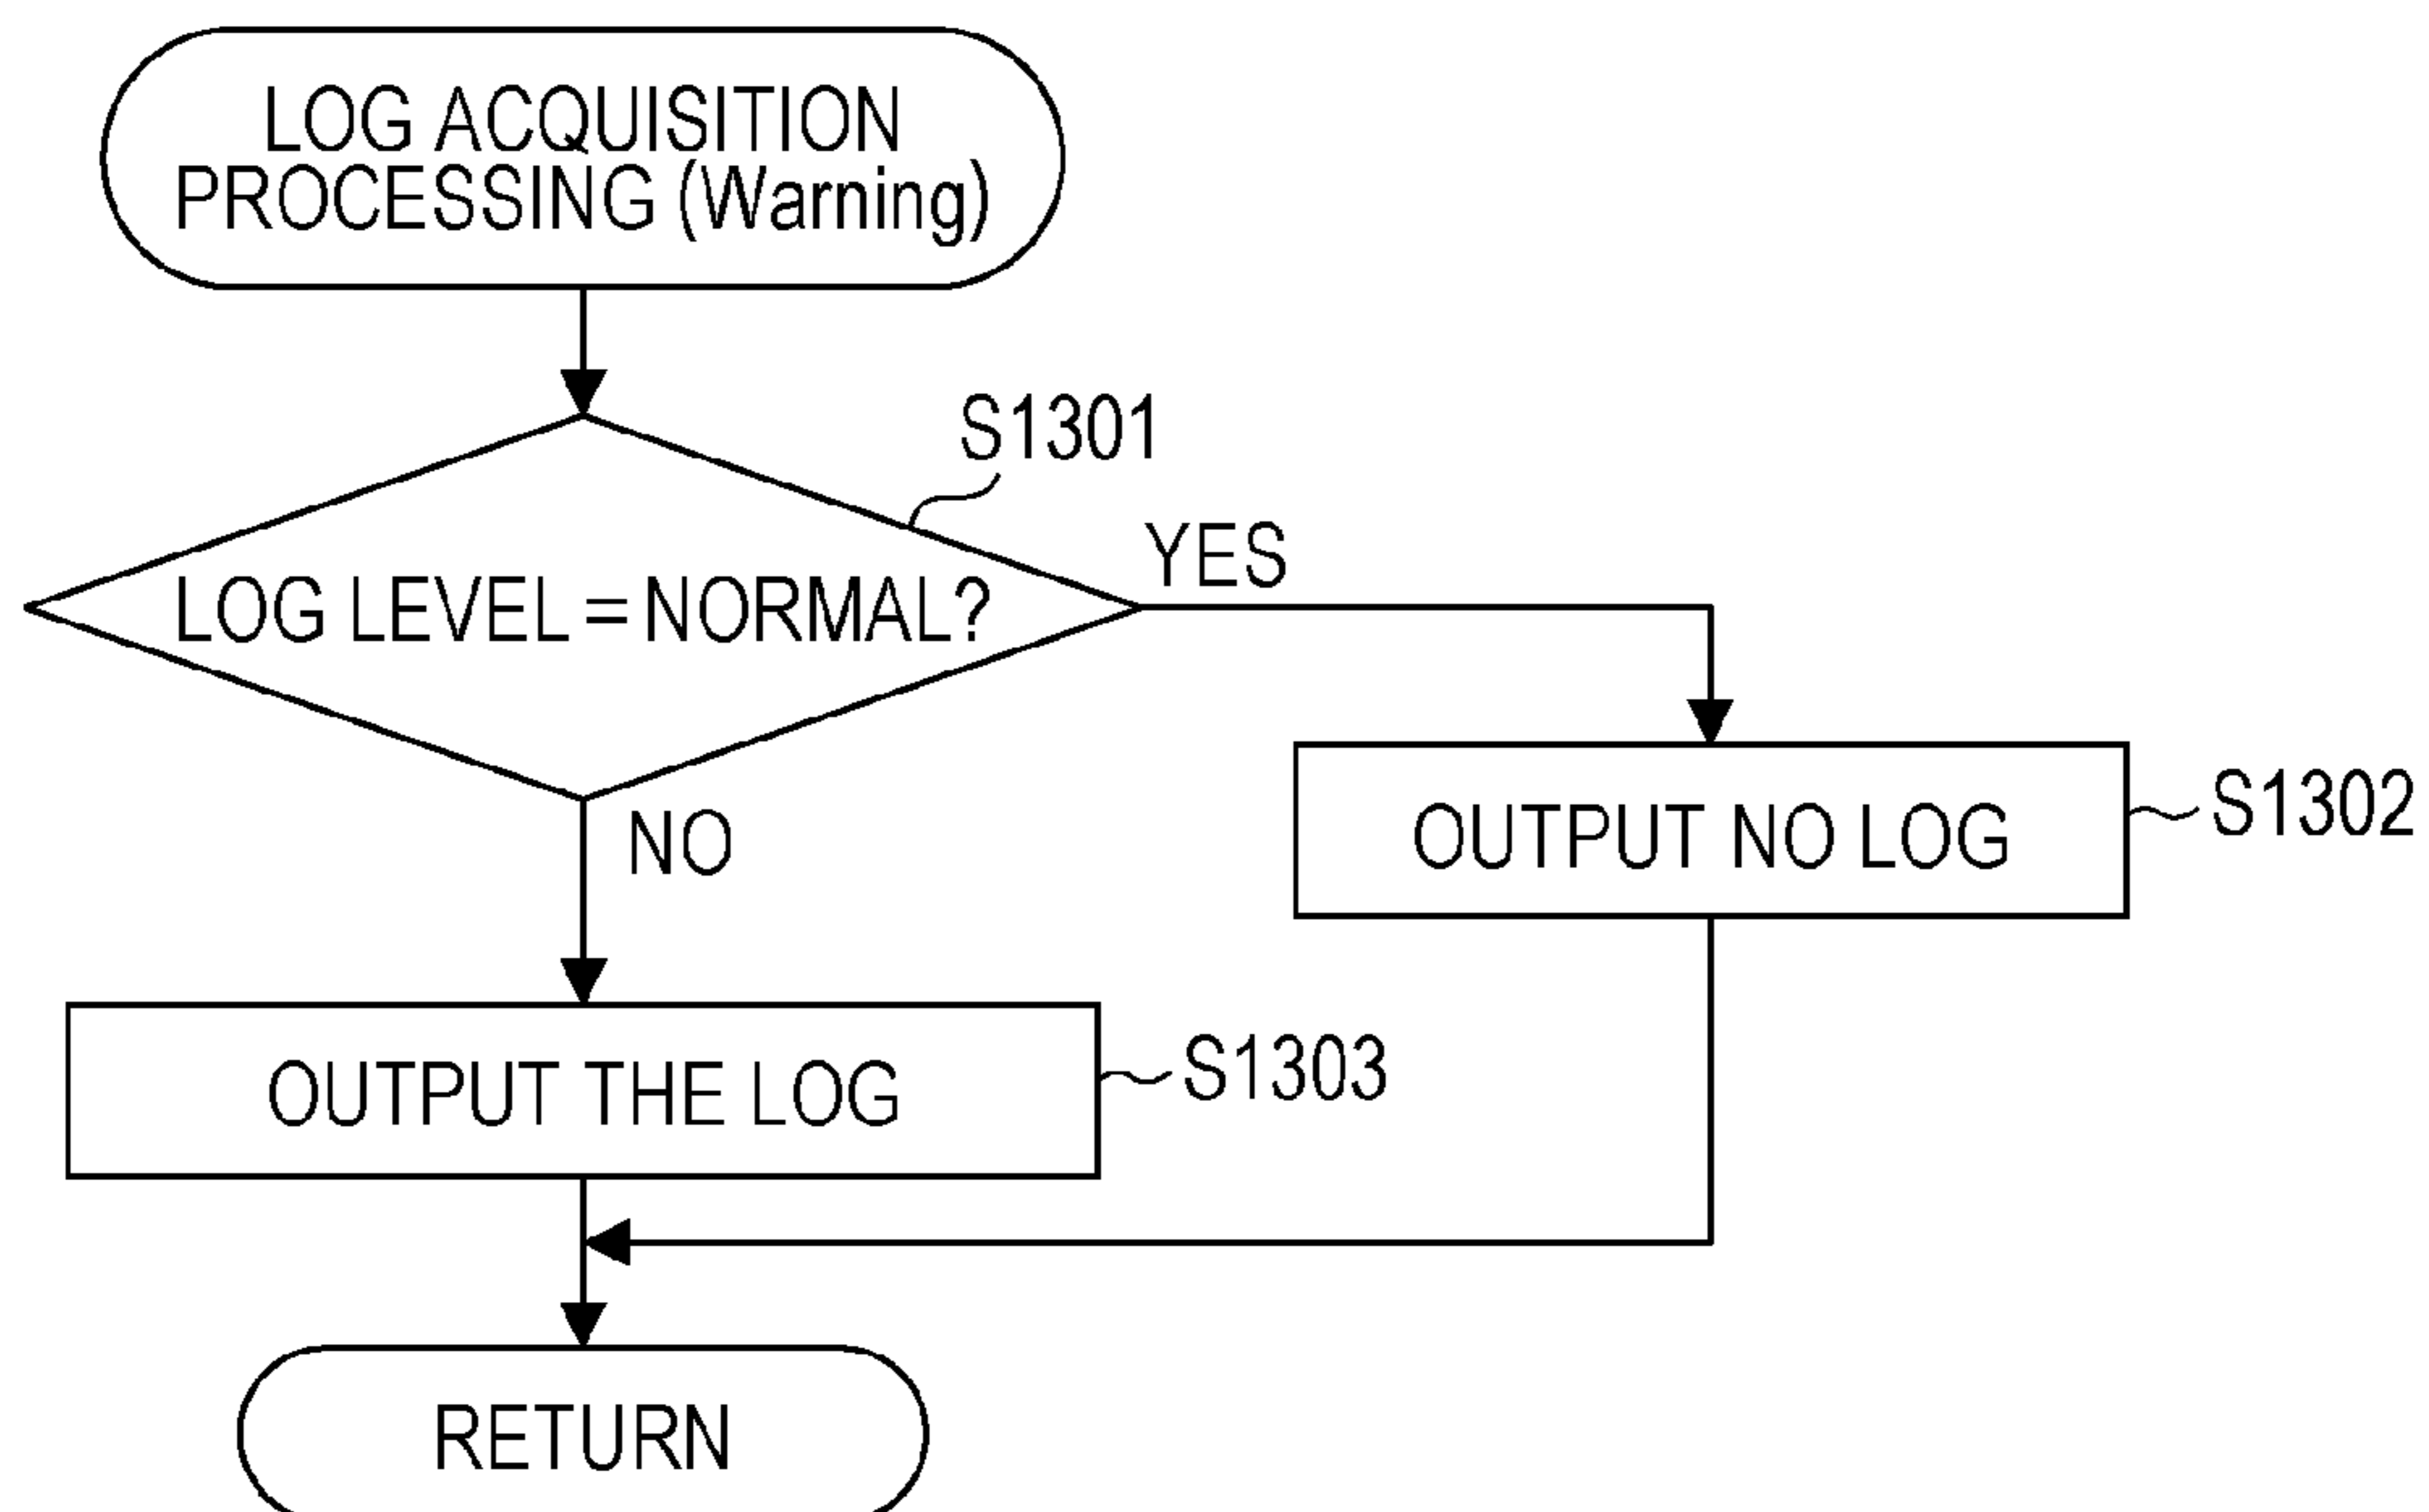 LOG ACQUISITION
PROCESSING (Warning)
S1301
LOG LEVEL = NORMAL?
YES
NO
OUTPUT NO LOG
S1302
OUTPUT THE LOG
S1303
RETURN